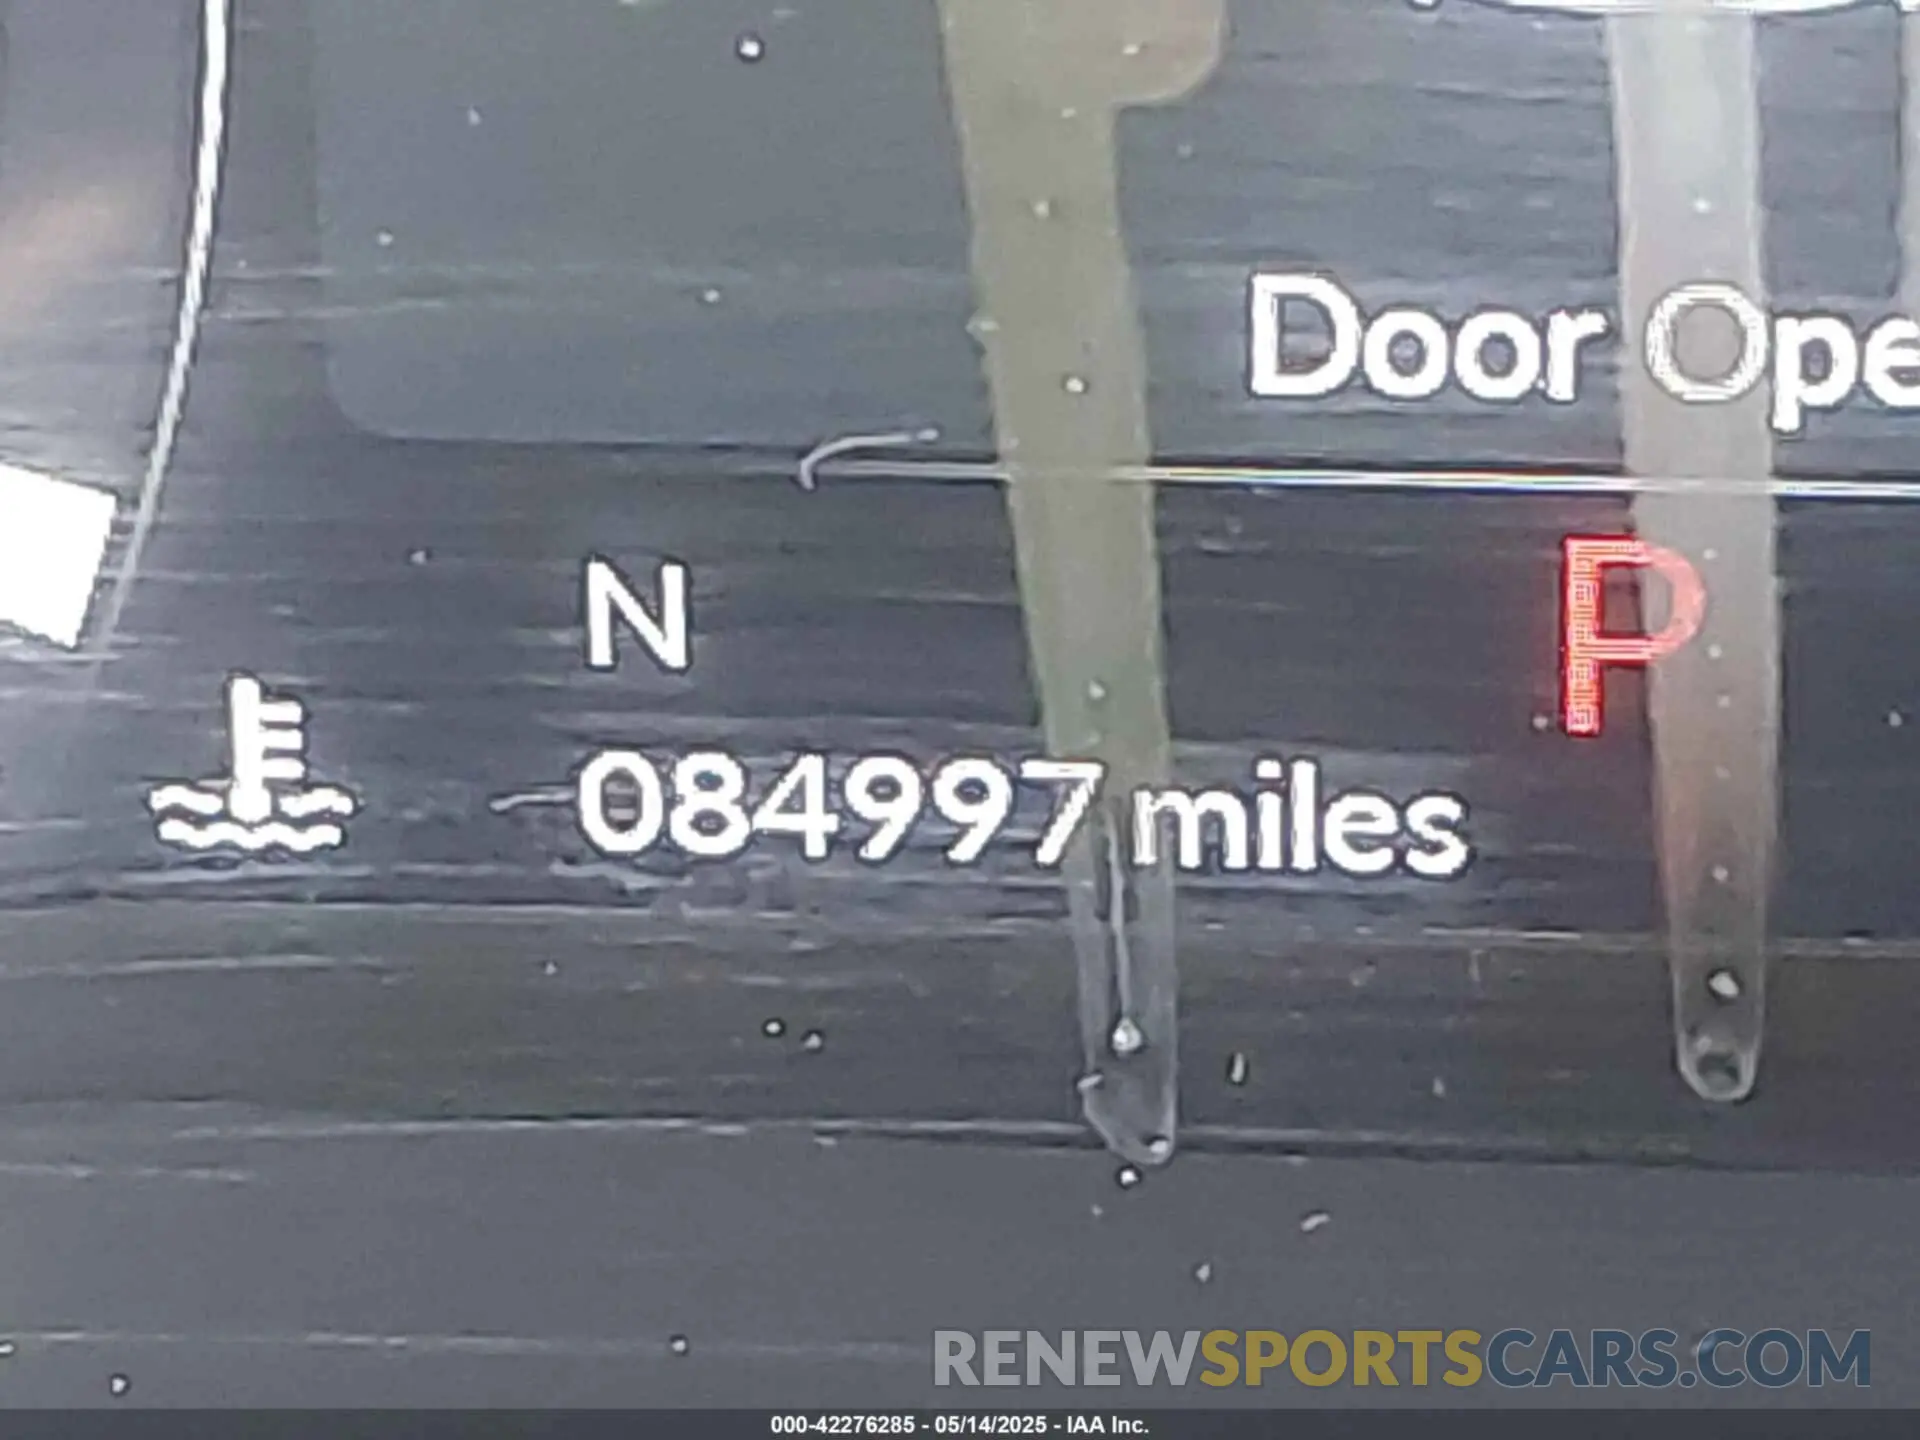 Door Ope
N
P
084997 miles
RENEWSPORTSCARS.COM
000-42276285 - 05/14/2025 - IAA Inc.